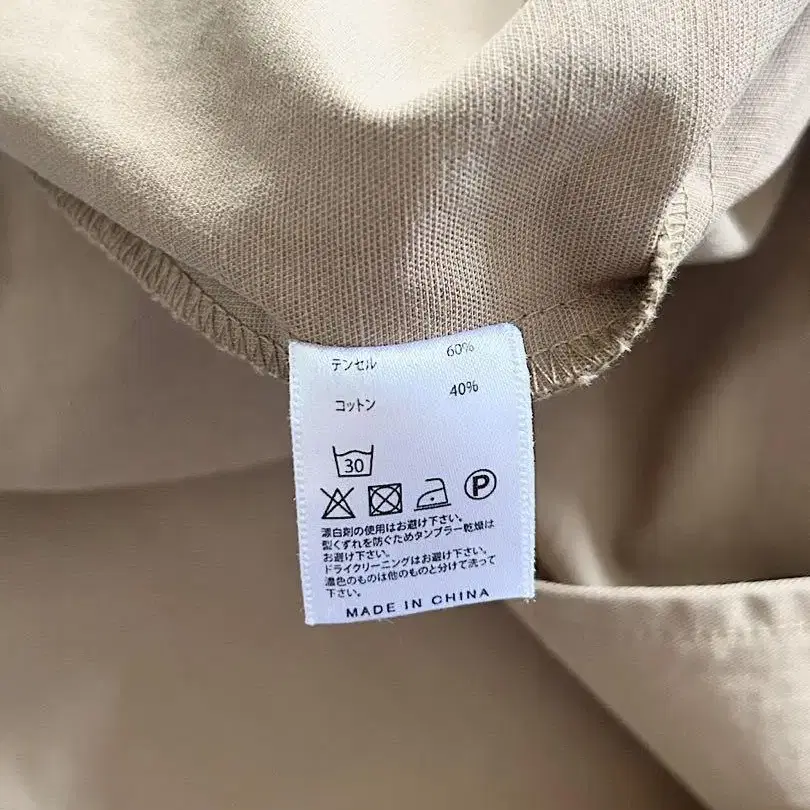 テンセル 60%
コットン 40%
30
P
漂白剤の使用はお避け下さい。
型くずれを防ぐためタンブラー乾燥は
お避け下さい。
ドライクリーニングはお避け下さい。
濃色のものは他のものと分けて洗って
下さい。
MADE IN CHINA